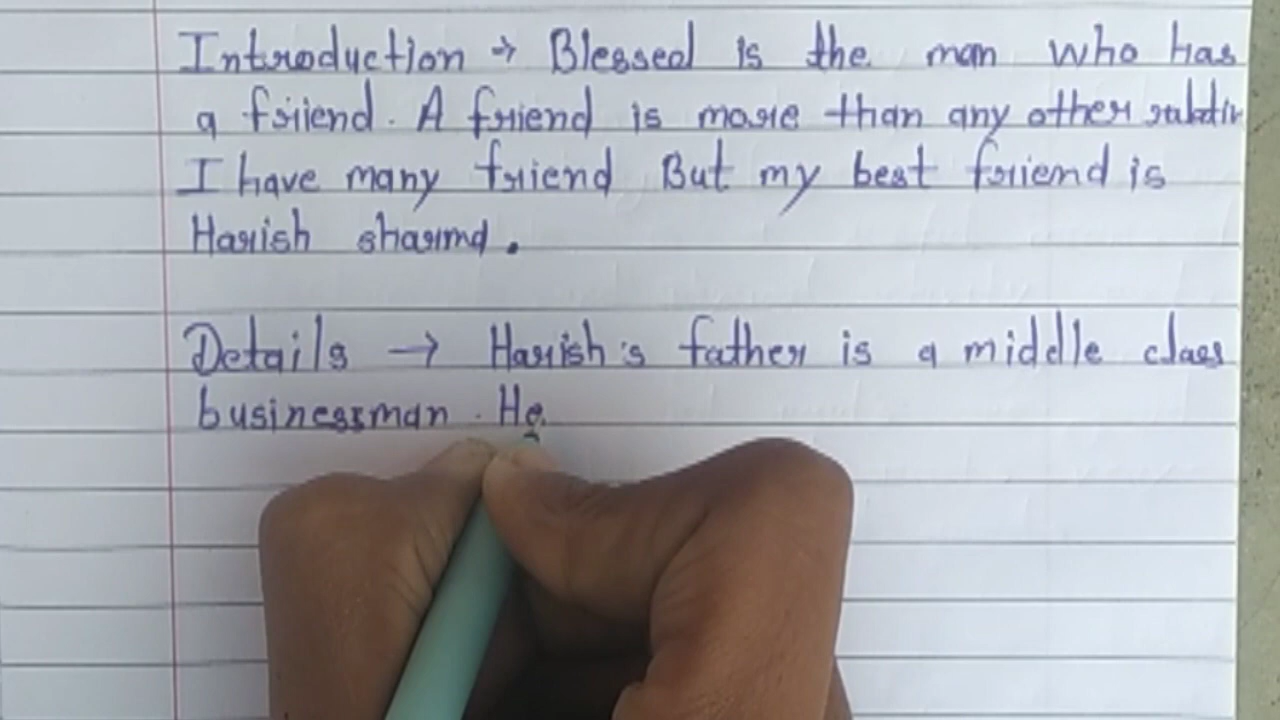 Introduction → Blessed is the man who has
a friend. A friend is more than any other
I have many friend But my best friend is
Harish sharma.
Details → Harish's father is a middle class
businessman. He